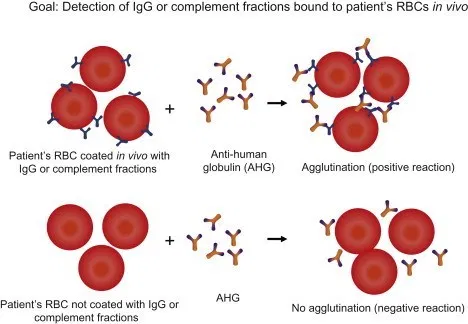 Goal: Detection of IgG or complement fractions bound to patient's RBCs in vivo
+
Patient's RBC coated in vivo with
IgG or complement fractions
Anti-human
globulin (AHG)
Agglutination (positive reaction)
+
Patient's RBC not coated with IgG or
complement fractions
AHG
No agglutination (negative reaction)